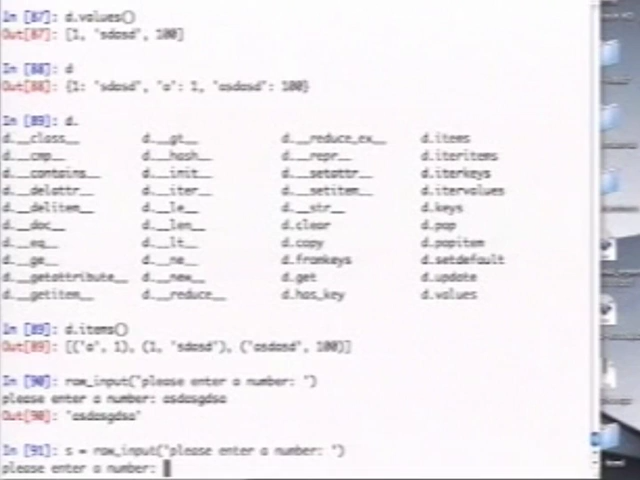 In [87]: d.values()
Out[87]: [1, 'sdasd', 100]
In [88]: d
Out[88]: {1: 'sdasd', 'a': 1, 'asdasd': 100}
In [89]: d.
d.__class__ d.__gt__ d.__reduce_ex__ d.items
d.__cmp__ d.__hash__ d.__repr__ d.iteritems
d.__contains__ d.__init__ d.__setattr__ d.iterkeys
d.__delattr__ d.__iter__ d.__setitem__ d.itervalues
d.__delitem__ d.__le__ d.__str__ d.keys
d.__doc__ d.__len__ d.clear d.pop
d.__eq__ d.__lt__ d.copy d.popitem
d.__ge__ d.__ne__ d.fromkeys d.setdefault
d.__getattribute__ d.__new__ d.get d.update
d.__getitem__ d.__reduce__ d.has_key d.values
In [89]: d.items()
Out[89]: [('a', 1), (1, 'sdasd'), ('asdasd', 100)]
In [90]: raw_input("please enter a number: ")
please enter a number: asdasgdsa
Out[90]: 'asdasgdsa'
In [91]: s = raw_input("please enter a number: ")
please enter a number: